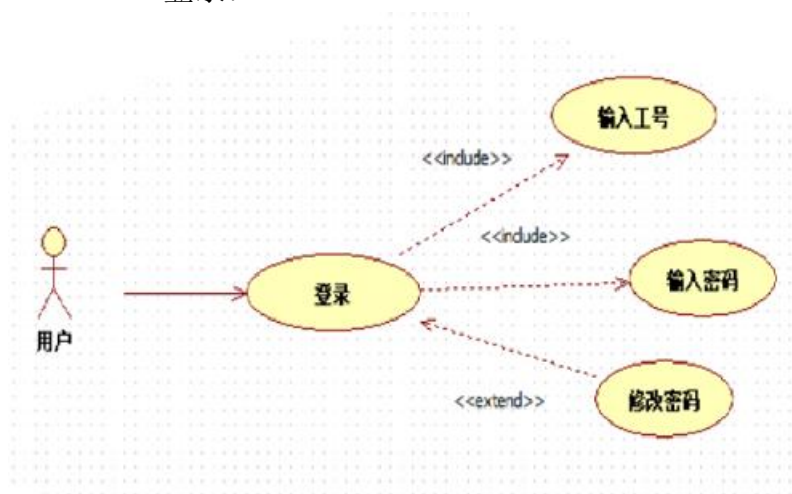 输入工号
<<include>>
<<include>>
输入密码
登录
用户
修改密码
<<extend>>